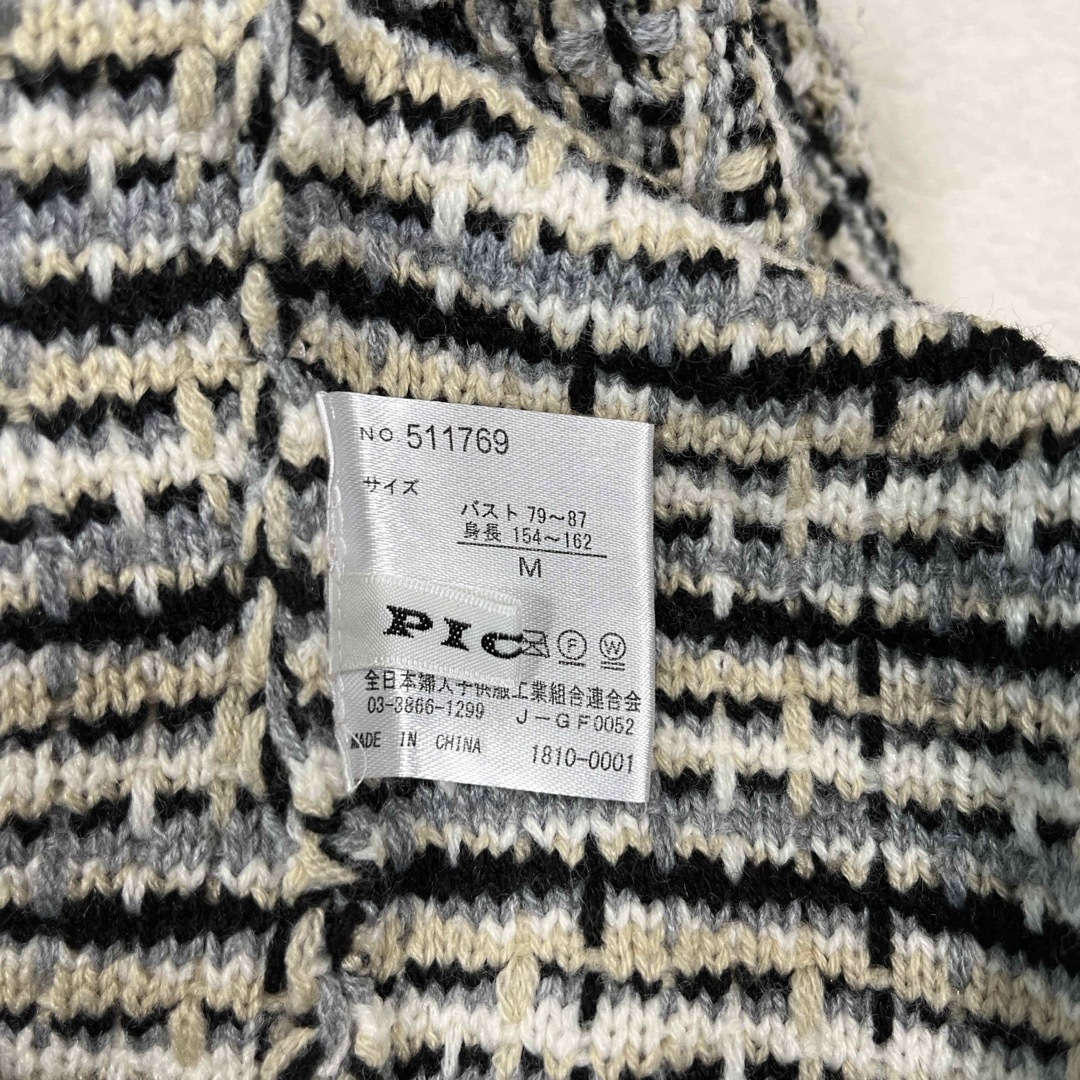 NO 511769
サイズ
バスト 79～87
身長 154～162
M
PIC
F W
全日本婦人子供服工業組合連合会
03-3866-1299 J-GF0052
MADE IN CHINA 1810-0001